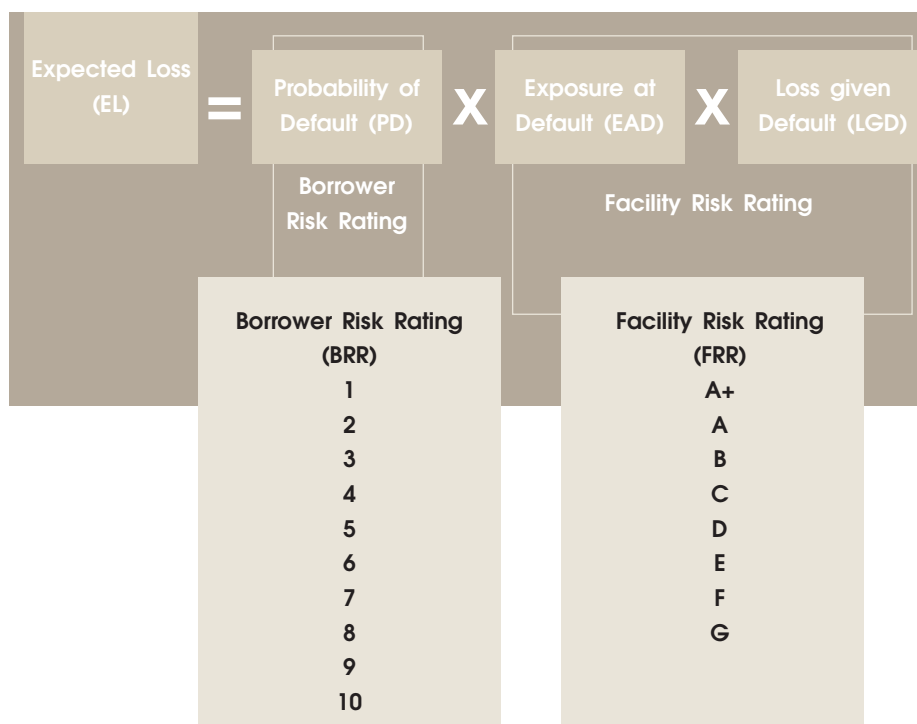 Expected Loss
(EL)
=
Probability of
Default (PD)
X
Exposure at
Default (EAD)
X
Loss given
Default (LGD)
Borrower
Risk Rating
Facility Risk Rating
Borrower Risk Rating
(BRR)
1
2
3
4
5
6
7
8
9
10
Facility Risk Rating
(FRR)
A+
A
B
C
D
E
F
G